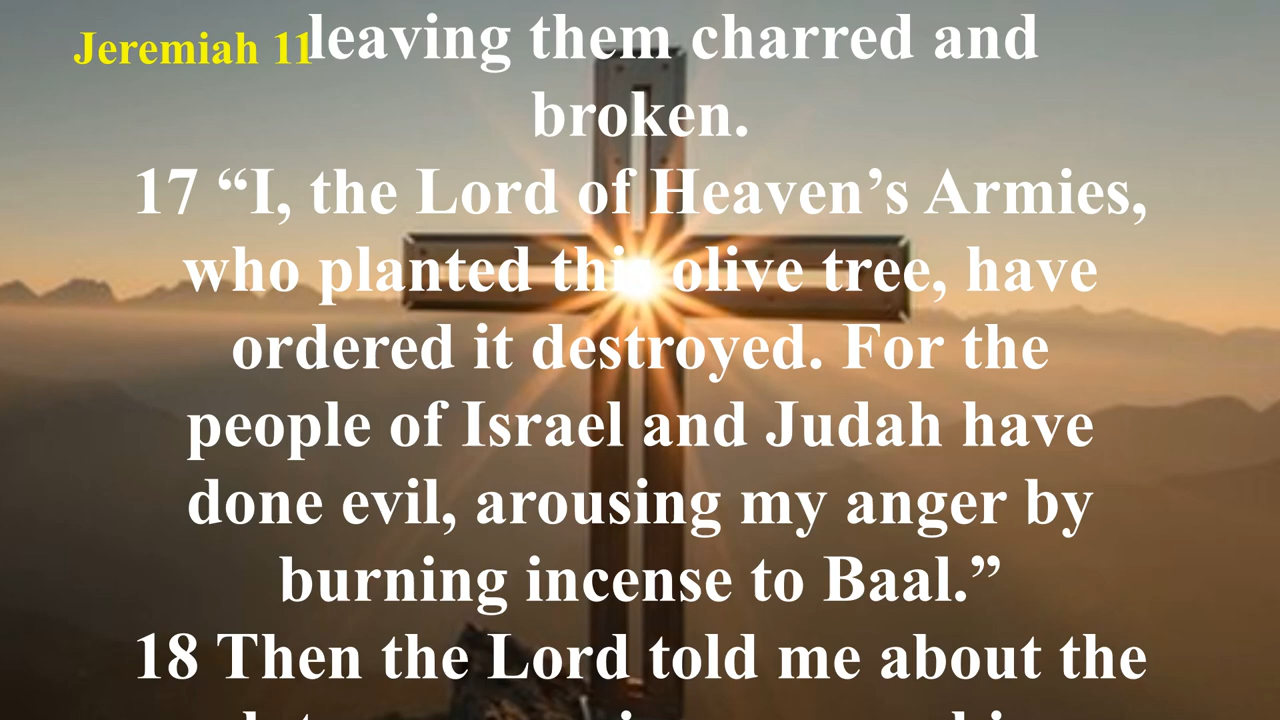 Jeremiah 11
leaving them charred and
broken.
17 “I, the Lord of Heaven’s Armies,
who planted this olive tree, have
ordered it destroyed. For the
people of Israel and Judah have
done evil, arousing my anger by
burning incense to Baal.”
18 Then the Lord told me about the